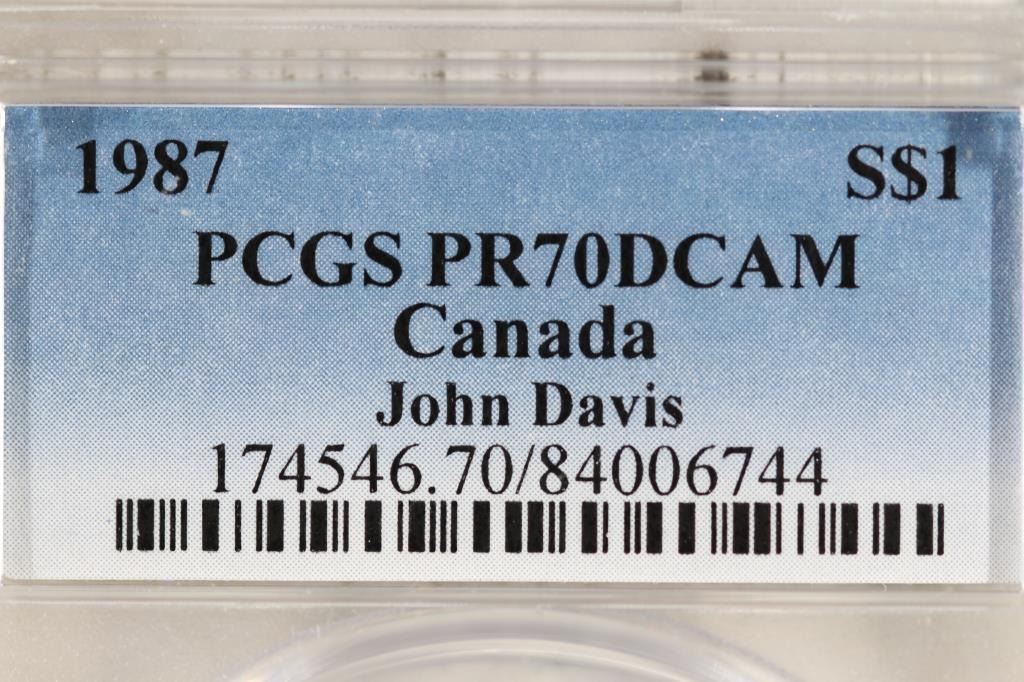 1987 S$1
PCGS PR70DCAM
Canada
John Davis
174546.70/84006744